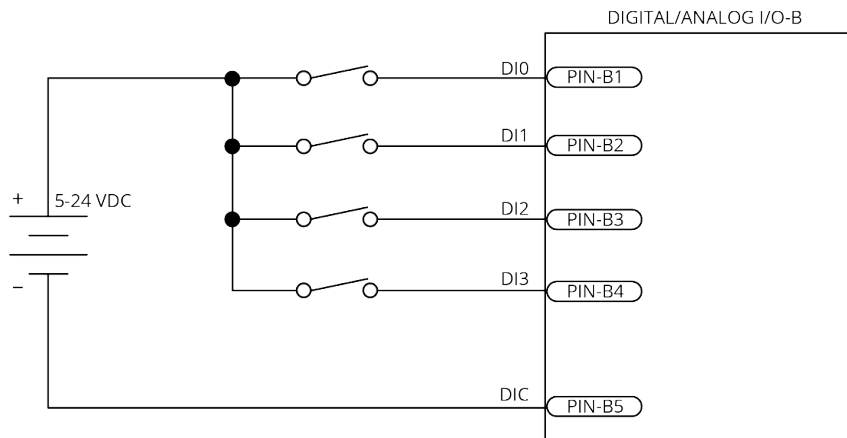 DIGITAL/ANALOG I/O-B
DI0 PIN-B1
DI1 PIN-B2
+ 5-24 VDC
DI2 PIN-B3
DI3 PIN-B4
−
DIC PIN-B5